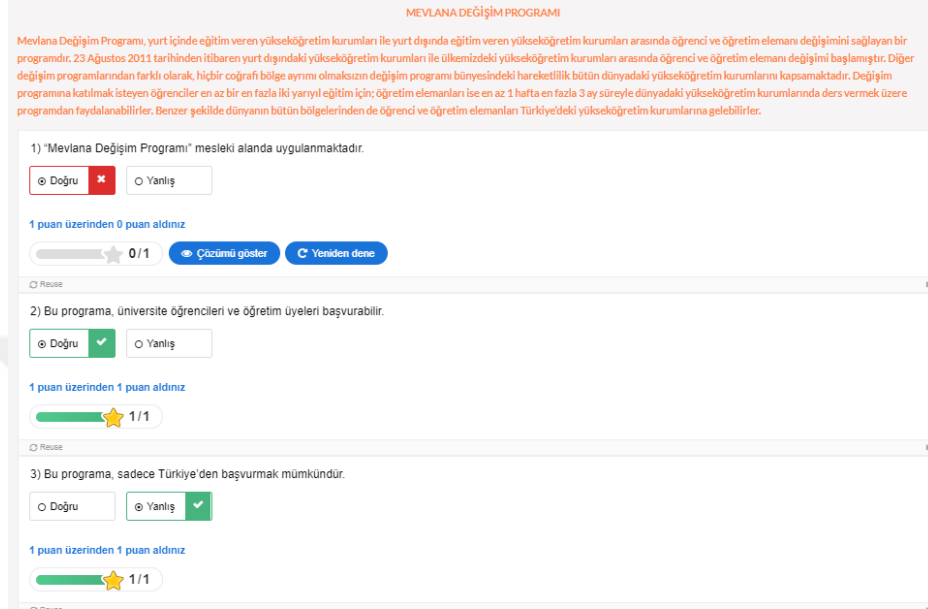 MEVLANA DEĞİŞİM PROGRAMI
Mevlana Değişim Programı, yurt içinde eğitim veren yükseköğretim kurumları ile yurt dışında eğitim veren yükseköğretim kurumları arasında öğrenci ve öğretim elemanı değişimini sağlayan bir
programdır. 23 Ağustos 2011 tarihinden itibaren yurt dışındaki yükseköğretim kurumları ile ülkemizdeki yükseköğretim kurumları arasında öğrenci ve öğretim elemanı değişimi başlamıştır. Diğer
değişim programlarından farklı olarak, hiçbir coğrafi bölge ayrımı olmaksızın değişim programı bünyesindeki hareketlilik bütün dünyadaki yükseköğretim kurumlarını kapsamaktadır. Değişim
programına katılmak isteyen öğrenciler en az bir en fazla iki yarıyıl eğitim için; öğretim elemanları ise en az 1 hafta en fazla 3 ay süreyle dünyadaki yükseköğretim kurumlarında ders vermek üzere
programdan faydalanabilirler. Benzer şekilde dünyanın bütün bölgelerinden de öğrenci ve öğretim elemanları Türkiye'deki yükseköğretim kurumlarına gelebilirler.
1) “Mevlana Değişim Programı” mesleki alanda uygulanmaktadır.
Doğru Yanlış
1 puan üzerinden 0 puan aldınız
0/1 Çözümü göster Yeniden dene
Reuse
2) Bu programa, üniversite öğrencileri ve öğretim üyeleri başvurabilir.
Doğru Yanlış
1 puan üzerinden 1 puan aldınız
1/1
Reuse
3) Bu programa, sadece Türkiye'den başvurmak mümkündür.
Doğru Yanlış
1 puan üzerinden 1 puan aldınız
1/1
Reuse